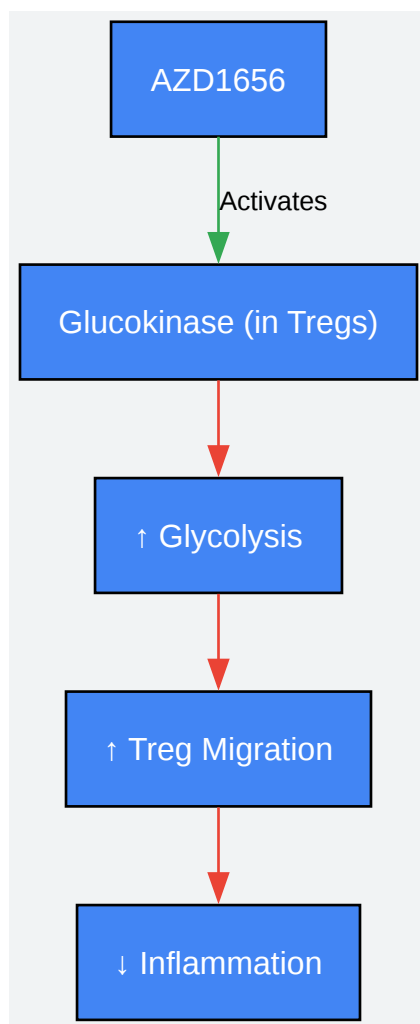 AZD1656
Activates
Glucokinase (in Tregs)
↑ Glycolysis
↑ Treg Migration
↓ Inflammation